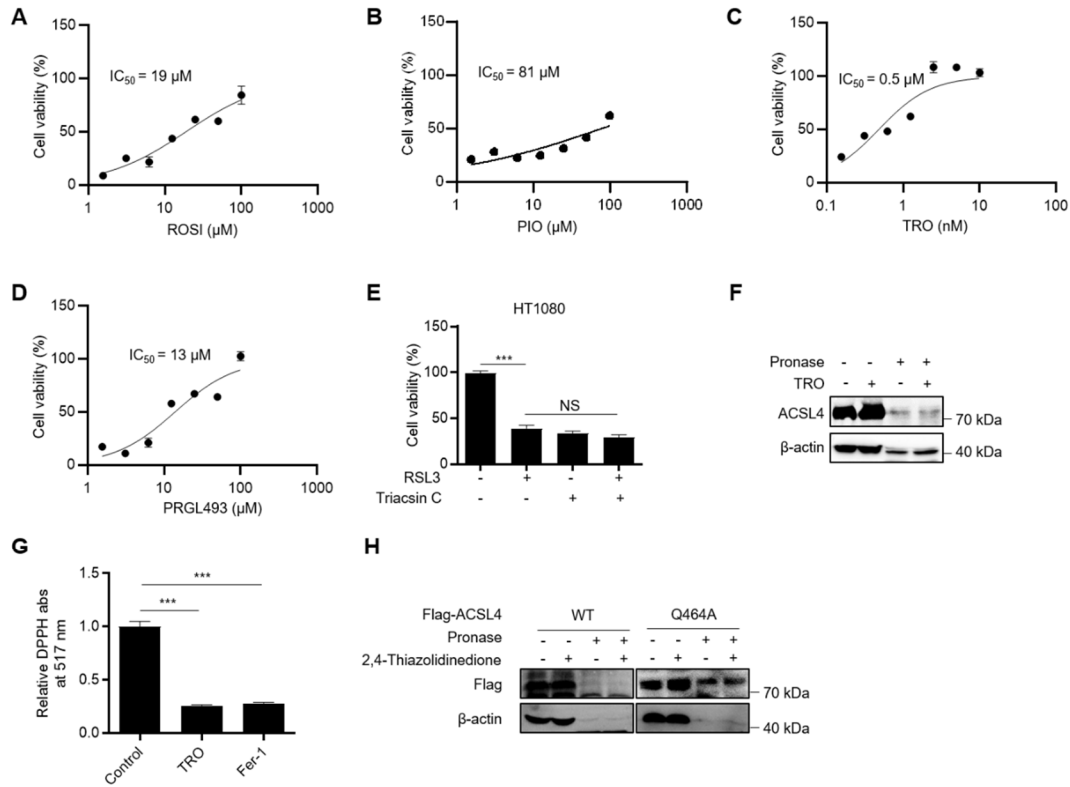 A
150
100
50
0
Cell vability (%)
IC50 = 19 μM
1 10 100 1000
ROSI (μM)
B
150
100
50
0
Cell vability (%)
IC50 = 81 μM
1 10 100 1000
PIO (μM)
C
150
100
50
0
Cell vability (%)
IC50 = 0.5 μM
0.1 1 10 100
TRO (nM)
D
150
100
50
0
Cell vability (%)
IC50 = 13 μM
1 10 100 1000
PRGL493 (μM)
E
HT1080
150
100
50
0
Cell vability (%)
***
NS
RSL3 - + - +
Triacsin C - - + +
F
Pronase - - + +
TRO - + - +
ACSL4
70 kDa
β-actin
40 kDa
G
1.5
1.0
0.5
0.0
Relative DPPH abs
at 517 nm
***
***
Control TRO Fer-1
H
Flag-ACSL4 WT Q464A
Pronase - - + + - - + +
2,4-Thiazolidinedione - + - + - + - +
Flag
70 kDa
β-actin
40 kDa